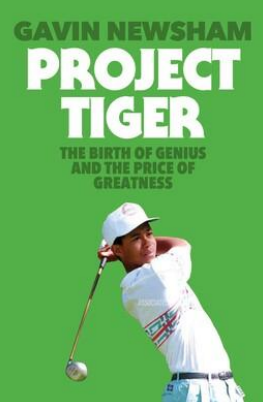 GAVIN NEWSHAM
PROJECT
TIGER
THE BIRTH OF GENIUS
AND THE PRICE OF
GREATNESS